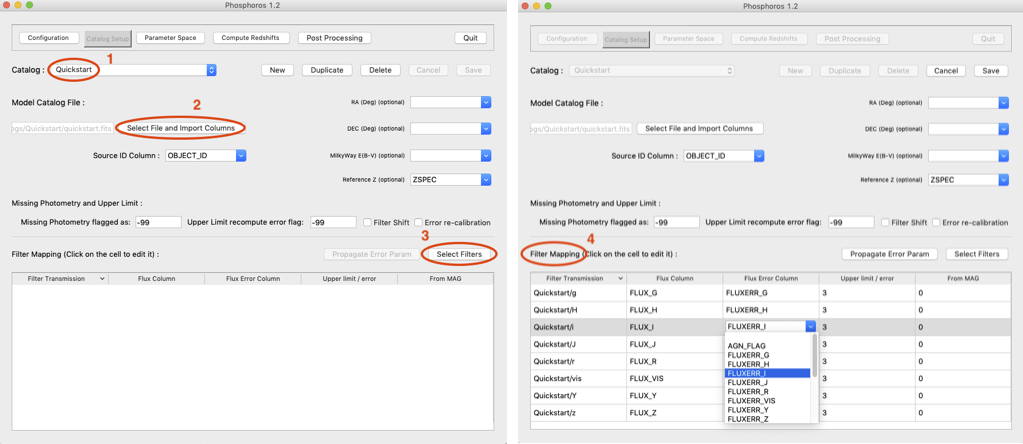 Phosphoros 1.2
Configuration Catalog Setup Parameter Space Compute Redshifts Post Processing Quit
1
Catalog : Quickstart New Duplicate Delete Cancel Save
Model Catalog File : RA (Deg) (optional)
2
ogs/Quickstart/quickstart.fits Select File and Import Columns DEC (Deg) (optional)
Source ID Column : OBJECT_ID MilkyWay E(B-V) (optional)
Reference Z (optional) ZSPEC
Missing Photometry and Upper Limit :
Missing Photometry flagged as: -99 Upper Limit recompute error flag: -99 Filter Shift Error re-calibration
3
Filter Mapping (Click on the cell to edit it) : Propagate Error Param Select Filters
Filter Transmission Flux Column Flux Error Column Upper limit / error From MAG
Phosphoros 1.2
Configuration Catalog Setup Parameter Space Compute Redshifts Post Processing Quit
Catalog : Quickstart New Duplicate Delete Cancel Save
Model Catalog File : RA (Deg) (optional)
ogs/Quickstart/quickstart.fits Select File and Import Columns DEC (Deg) (optional)
Source ID Column : OBJECT_ID MilkyWay E(B-V) (optional)
Reference Z (optional) ZSPEC
Missing Photometry and Upper Limit :
Missing Photometry flagged as: -99 Upper Limit recompute error flag: -99 Filter Shift Error re-calibration
4
Filter Mapping (Click on the cell to edit it) : Propagate Error Param Select Filters
Filter Transmission Flux Column Flux Error Column Upper limit / error From MAG
Quickstart/g FLUX_G FLUXERR_G 3 0
Quickstart/H FLUX_H FLUXERR_H 3 0
Quickstart/i FLUX_I FLUXERR_I 3 0
Quickstart/J FLUX_J AGN_FLAG 3 0
FLUXERR_G
Quickstart/r FLUX_R FLUXERR_H 3 0
FLUXERR_I
Quickstart/vis FLUX_VIS FLUXERR_J 3 0
FLUXERR_R
Quickstart/Y FLUX_Y FLUXERR_VIS 3 0
FLUXERR_Y
Quickstart/z FLUX_Z FLUXERR_Z 3 0